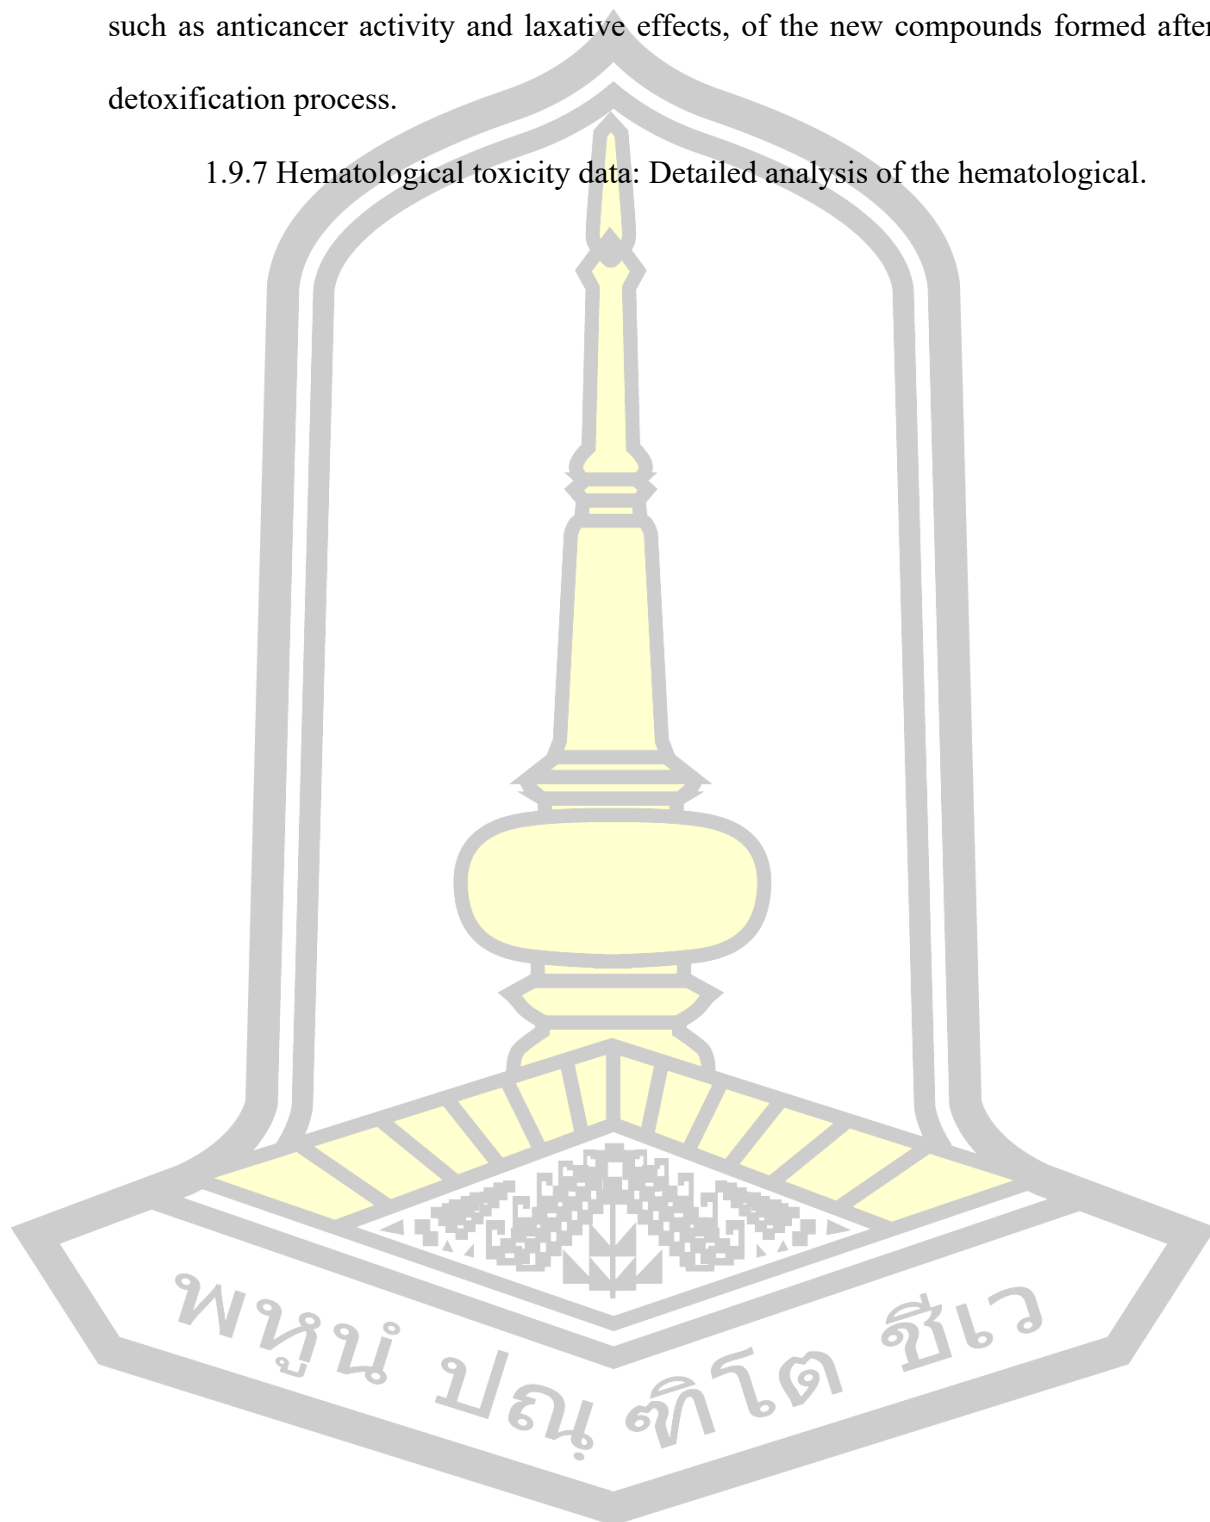 such as anticancer activity and laxative effects, of the new compounds formed after
detoxification process.
1.9.7 Hematological toxicity data: Detailed analysis of the hematological.
พหูนํ ปณฺฑิโต ชีเว